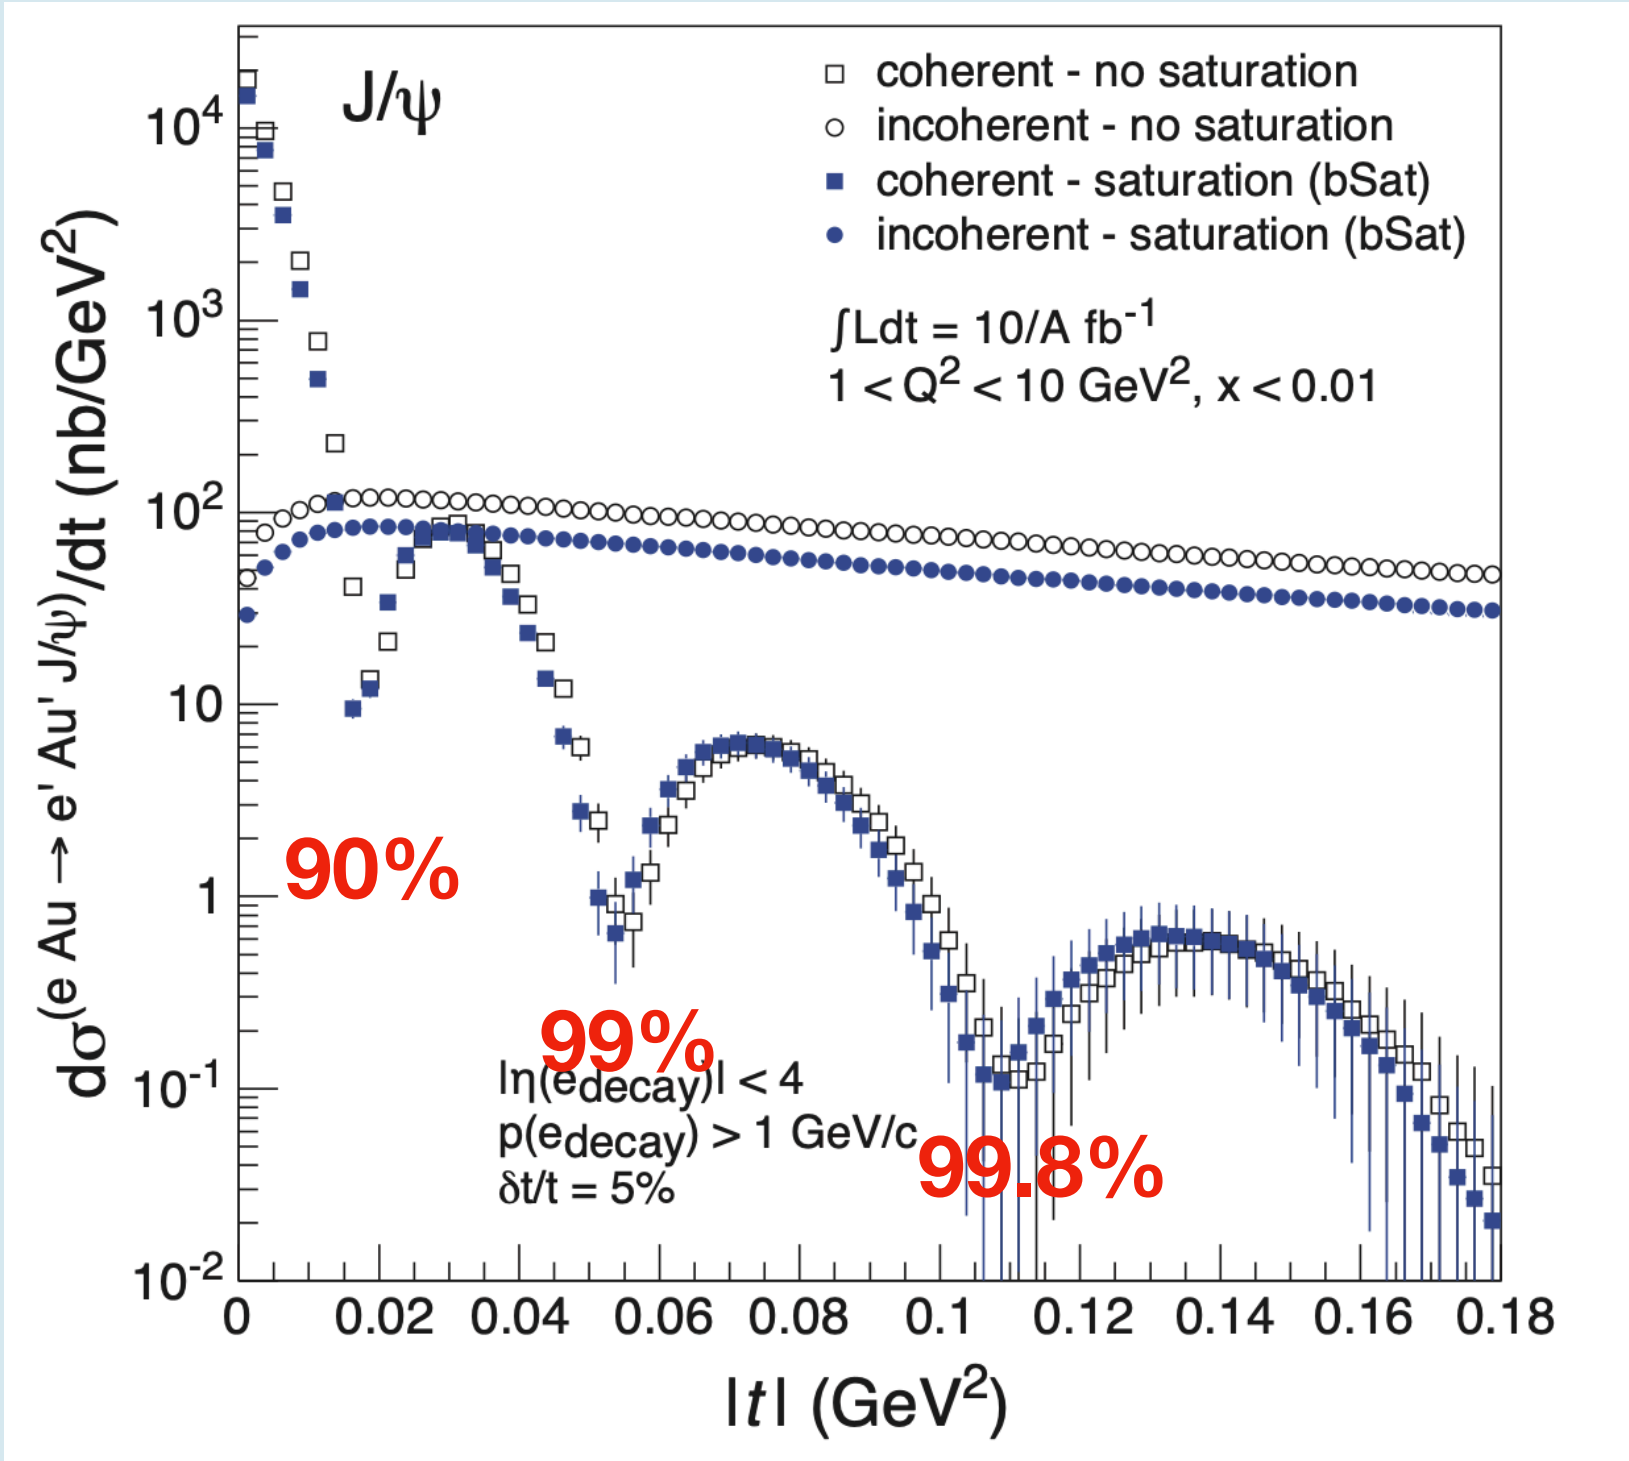 J/ψ
coherent - no saturation
incoherent - no saturation
coherent - saturation (bSat)
incoherent - saturation (bSat)
∫Ldt = 10/A fb⁻¹
1 < Q² < 10 GeV², x < 0.01
dσ(e Au → e' Au' J/ψ)/dt (nb/GeV²)
10⁴
10³
10²
10
1
10⁻¹
10⁻²
90%
99%
|η(e_decay)| < 4
p(e_decay) > 1 GeV/c
δt/t = 5%
99.8%
0 0.02 0.04 0.06 0.08 0.1 0.12 0.14 0.16 0.18
|t| (GeV²)